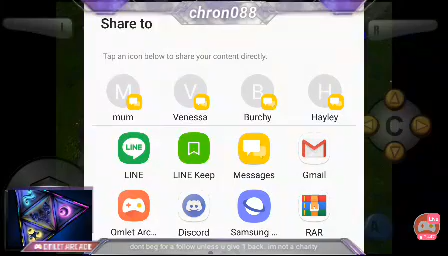 chron088
Share to
Tap an icon below to share your content directly.
L
R
M
V
B
H
mum
Venessa
Burchy
Hayley
LINE
C
LINE
LINE Keep
Messages
Gmail
A
Omlet Arc...
Discord
Samsung ...
RAR
LIVE
OMLET ARCADE
dont beg for a follow unless u give 1 back. im not a charity